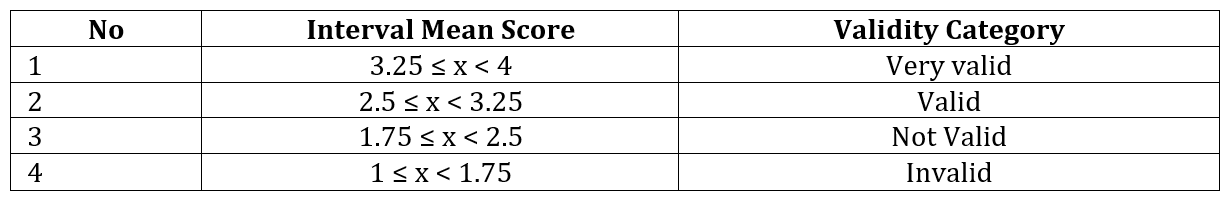 No Interval Mean Score Validity Category
1 3.25 ≤ x < 4 Very valid
2 2.5 ≤ x < 3.25 Valid
3 1.75 ≤ x < 2.5 Not Valid
4 1 ≤ x < 1.75 Invalid